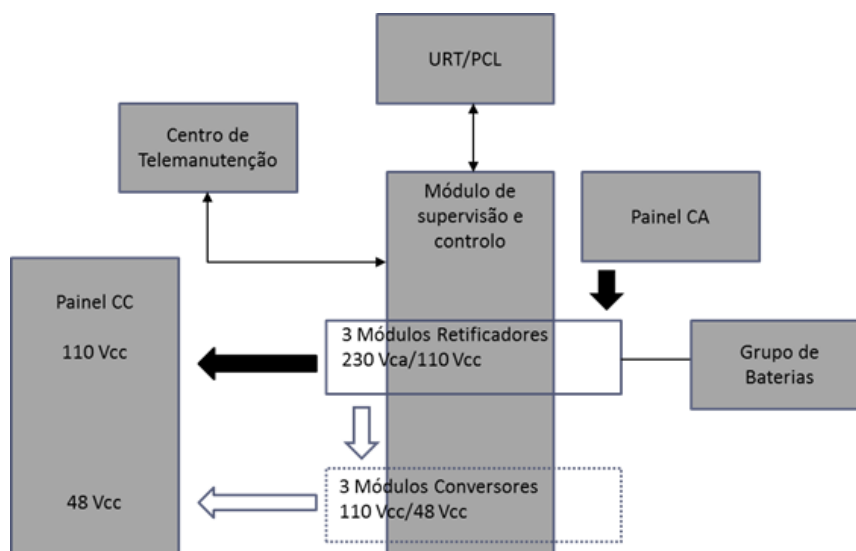 URT/PCL
Centro de
Telemanutenção
Módulo de
supervisão e
controlo
Painel CA
Painel CC
110 Vcc
3 Módulos Retificadores
230 Vca/110 Vcc
Grupo de
Baterias
48 Vcc
3 Módulos Conversores
110 Vcc/48 Vcc